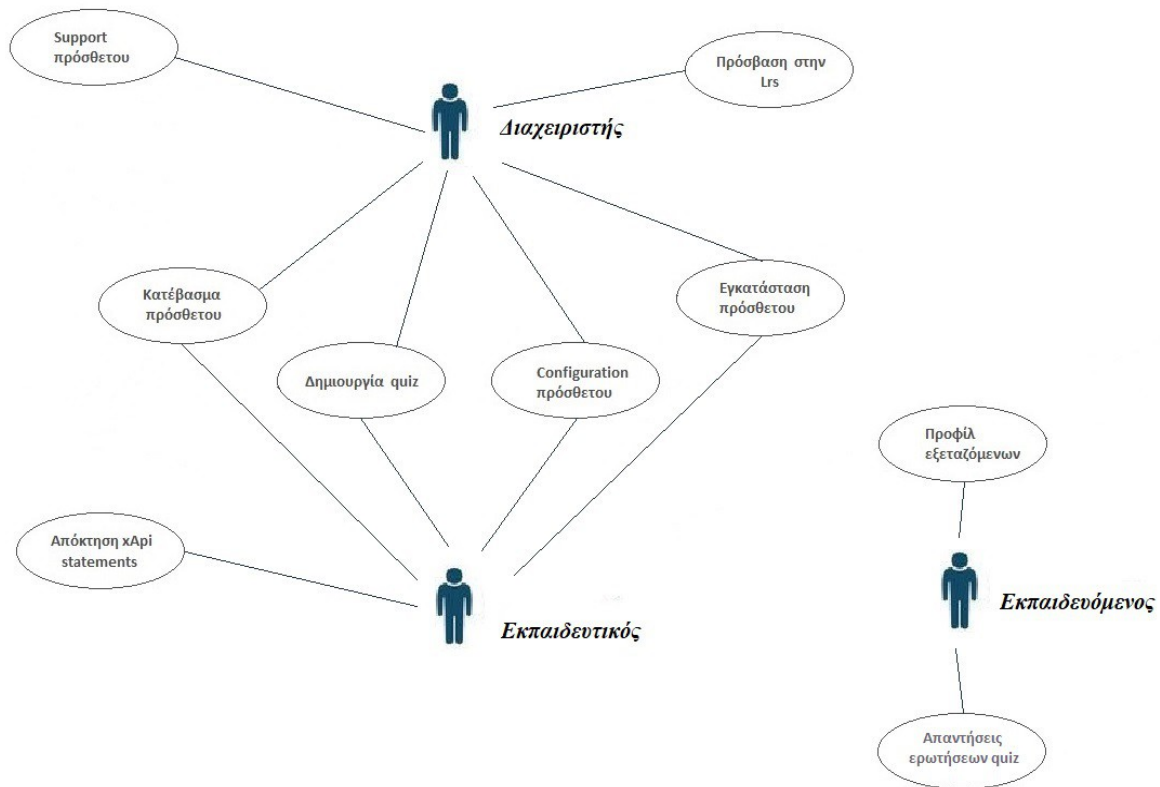 Support
πρόσθετου
Πρόσβαση στην
Lrs
Διαχειριστής
Κατέβασμα
πρόσθετου
Εγκατάσταση
πρόσθετου
Δημιουργία quiz
Configuration
πρόσθετου
Προφίλ
εξεταζόμενων
Απόκτηση xApi
statements
Εκπαιδευτικός
Εκπαιδευόμενος
Απαντήσεις
ερωτήσεων quiz